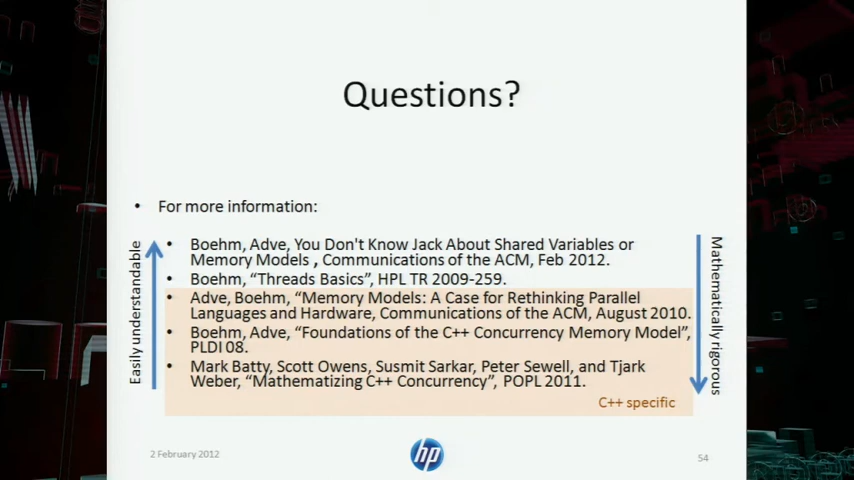 Questions?
• For more information:
• Boehm, Adve, You Don't Know Jack About Shared Variables or
Memory Models , Communications of the ACM, Feb 2012.
• Boehm, “Threads Basics”, HPL TR 2009-259.
• Adve, Boehm, “Memory Models: A Case for Rethinking Parallel
Languages and Hardware, Communications of the ACM, August 2010.
• Boehm, Adve, “Foundations of the C++ Concurrency Memory Model”,
PLDI 08.
• Mark Batty, Scott Owens, Susmit Sarkar, Peter Sewell, and Tjark
Weber, “Mathematizing C++ Concurrency”, POPL 2011.
C++ specific
Easily understandable
Mathematically rigorous
2 February 2012
hp
54